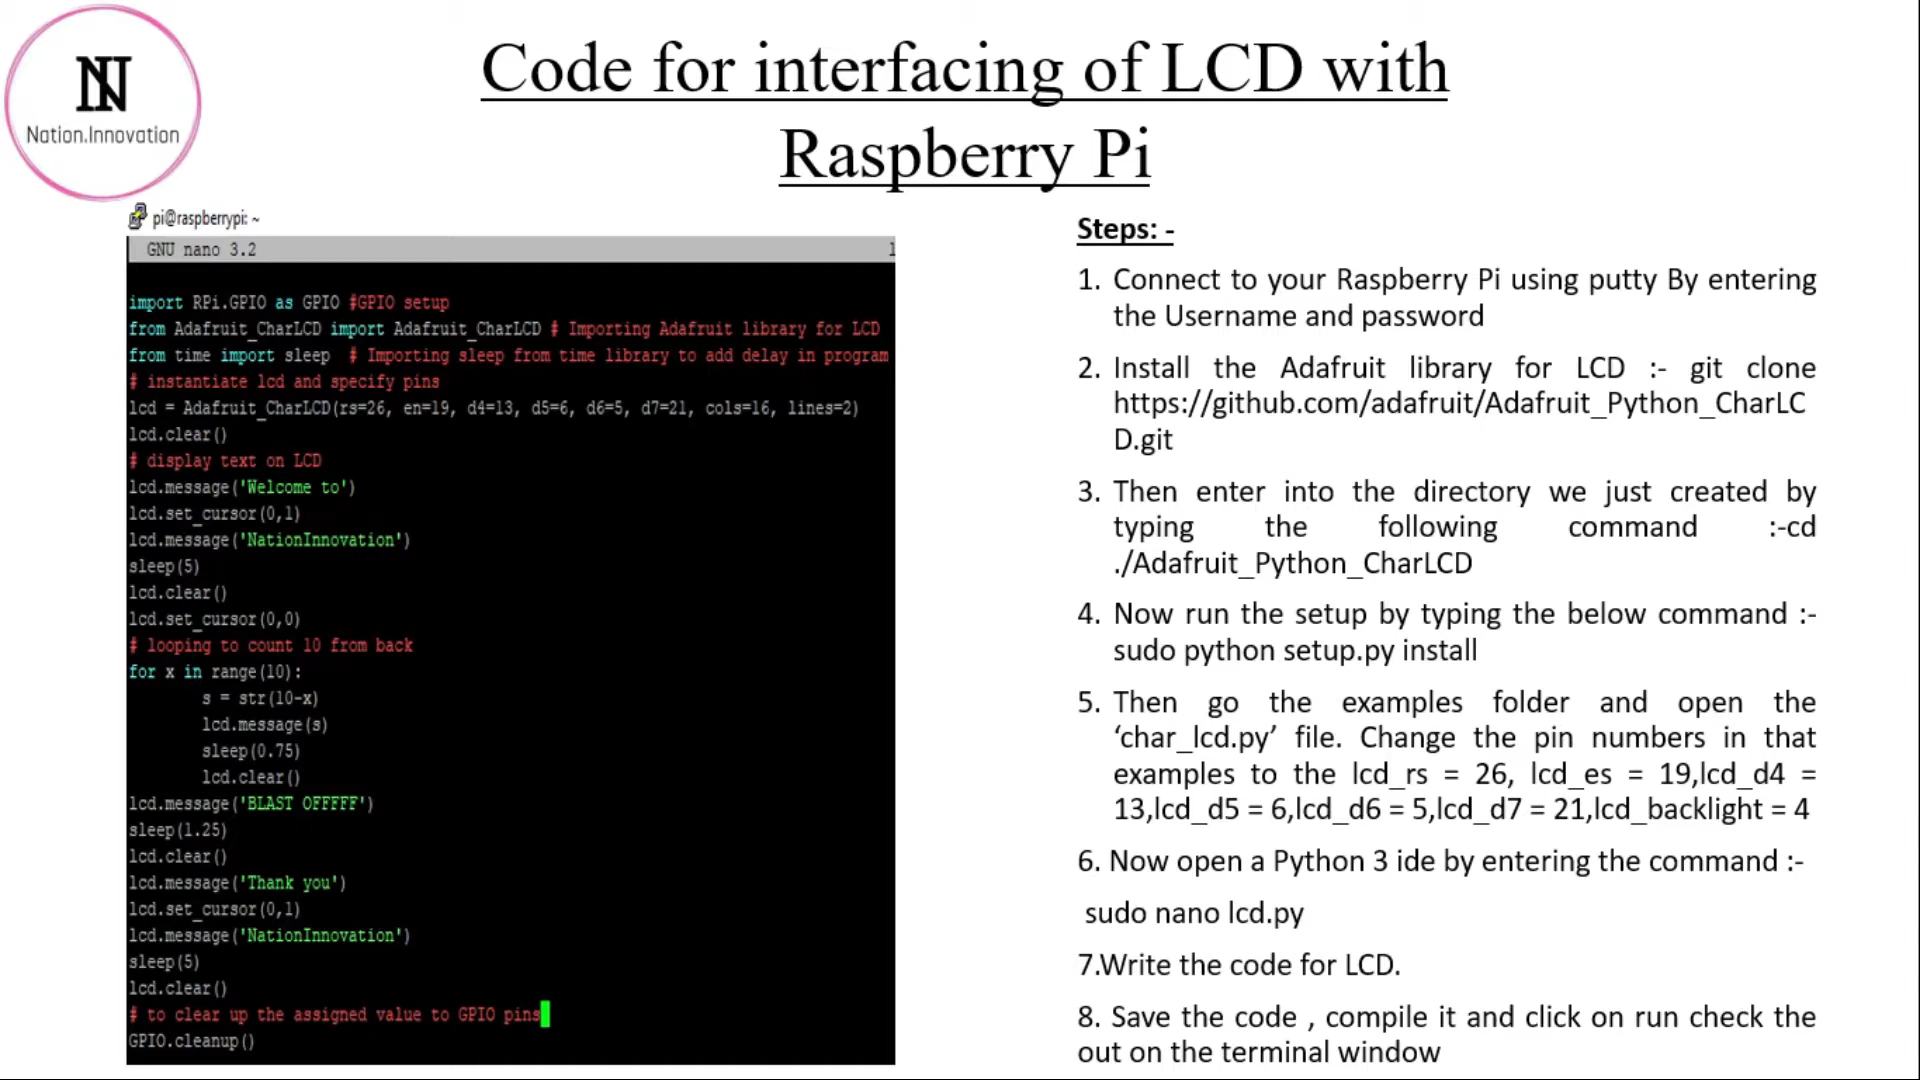 NI
Nation.Innovation
Code for interfacing of LCD with
Raspberry Pi
pi@raspberrypi: ~
GNU nano 3.2 1
import RPi.GPIO as GPIO #GPIO setup
from Adafruit_CharLCD import Adafruit_CharLCD # Importing Adafruit library for LCD
from time import sleep  # Importing sleep from time library to add delay in program
# instantiate lcd and specify pins
lcd = Adafruit_CharLCD(rs=26, en=19, d4=13, d5=6, d6=5, d7=21, cols=16, lines=2)
lcd.clear()
# display text on LCD
lcd.message('Welcome to')
lcd.set_cursor(0,1)
lcd.message('NationInnovation')
sleep(5)
lcd.clear()
lcd.set_cursor(0,0)
# looping to count 10 from back
for x in range(10):
        s = str(10-x)
        lcd.message(s)
        sleep(0.75)
        lcd.clear()
lcd.message('BLAST OFFFFF')
sleep(1.25)
lcd.clear()
lcd.message('Thank you')
lcd.set_cursor(0,1)
lcd.message('NationInnovation')
sleep(5)
lcd.clear()
# to clear up the assigned value to GPIO pins
GPIO.cleanup()
Steps: -
1. Connect to your Raspberry Pi using putty By entering
the Username and password
2. Install the Adafruit library for LCD :- git clone
https://github.com/adafruit/Adafruit_Python_CharLC
D.git
3. Then enter into the directory we just created by
typing the following command :-cd
./Adafruit_Python_CharLCD
4. Now run the setup by typing the below command :-
sudo python setup.py install
5. Then go the examples folder and open the
‘char_lcd.py’ file. Change the pin numbers in that
examples to the lcd_rs = 26, lcd_es = 19,lcd_d4 =
13,lcd_d5 = 6,lcd_d6 = 5,lcd_d7 = 21,lcd_backlight = 4
6. Now open a Python 3 ide by entering the command :-
sudo nano lcd.py
7.Write the code for LCD.
8. Save the code , compile it and click on run check the
out on the terminal window